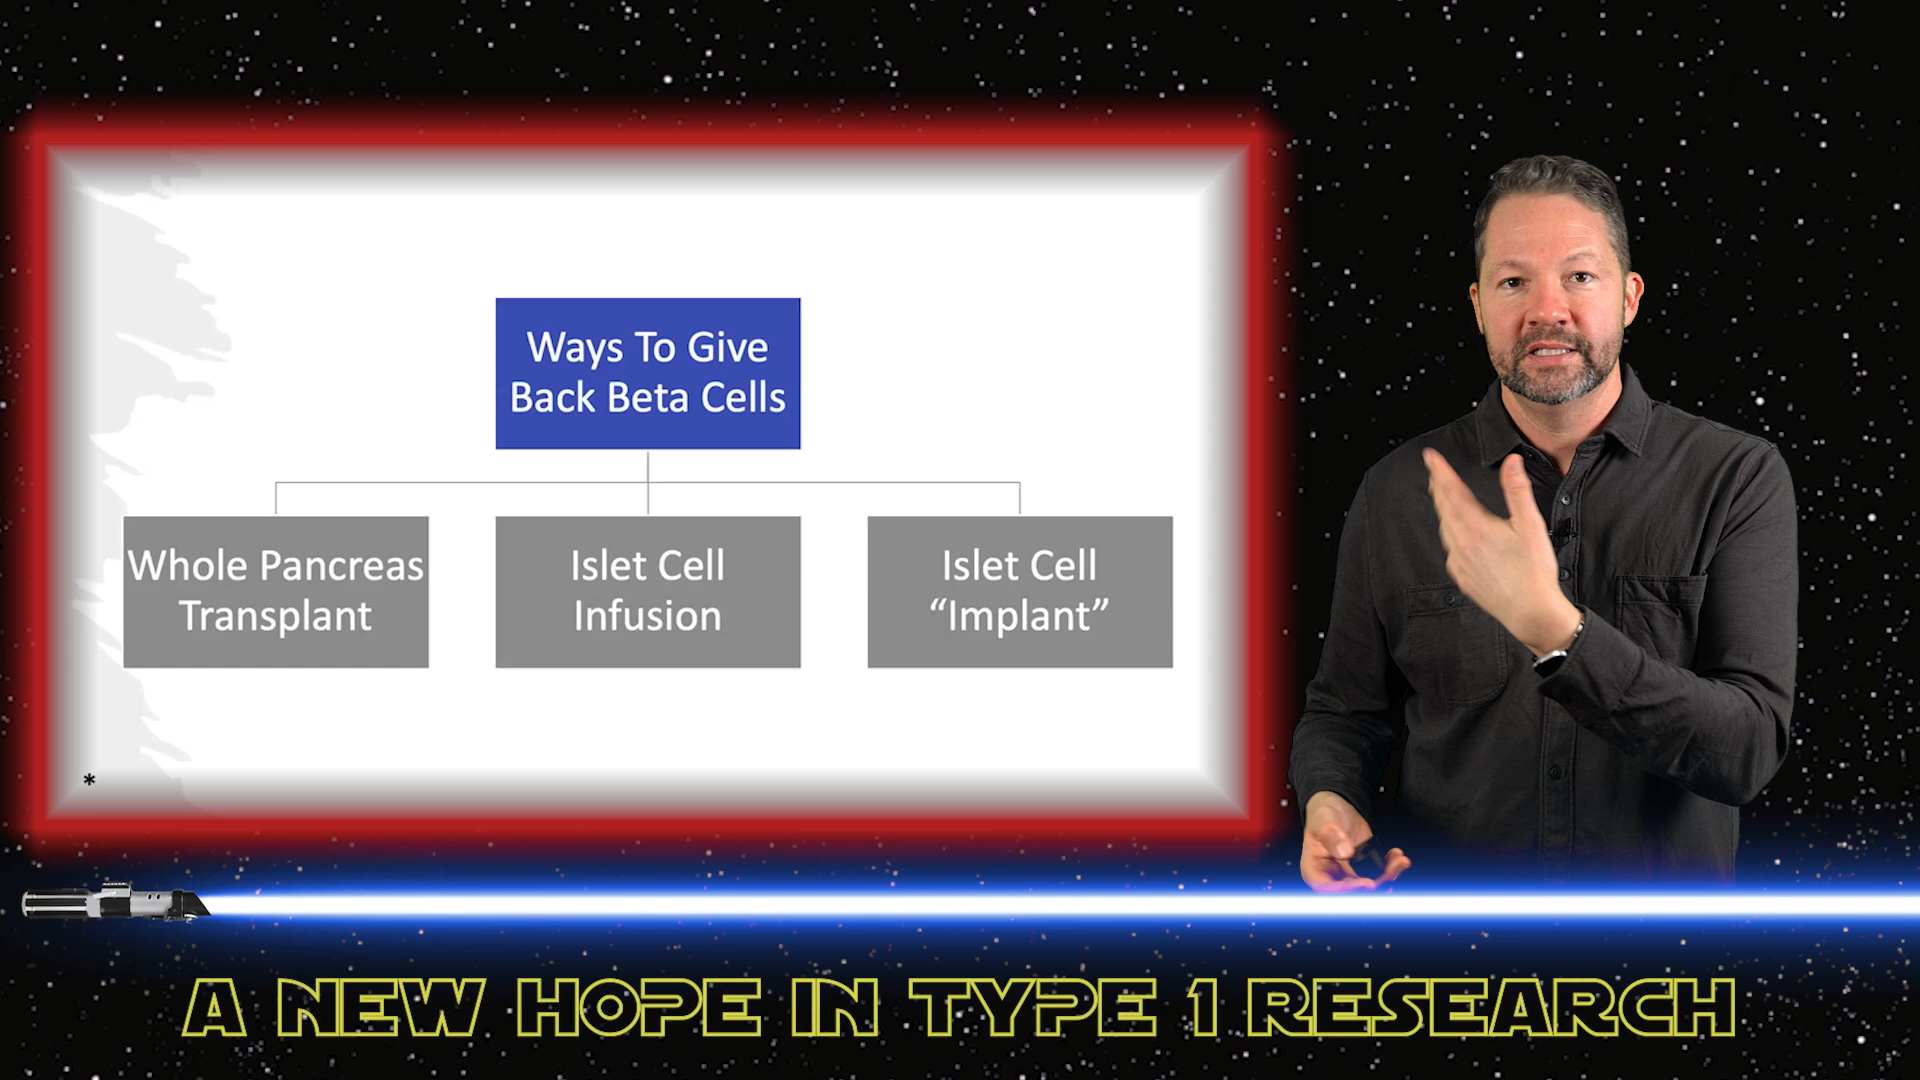 Ways To Give
Back Beta Cells
Whole Pancreas
Transplant
Islet Cell
Infusion
Islet Cell
“Implant”
*
A NEW HOPE IN TYPE 1 RESEARCH